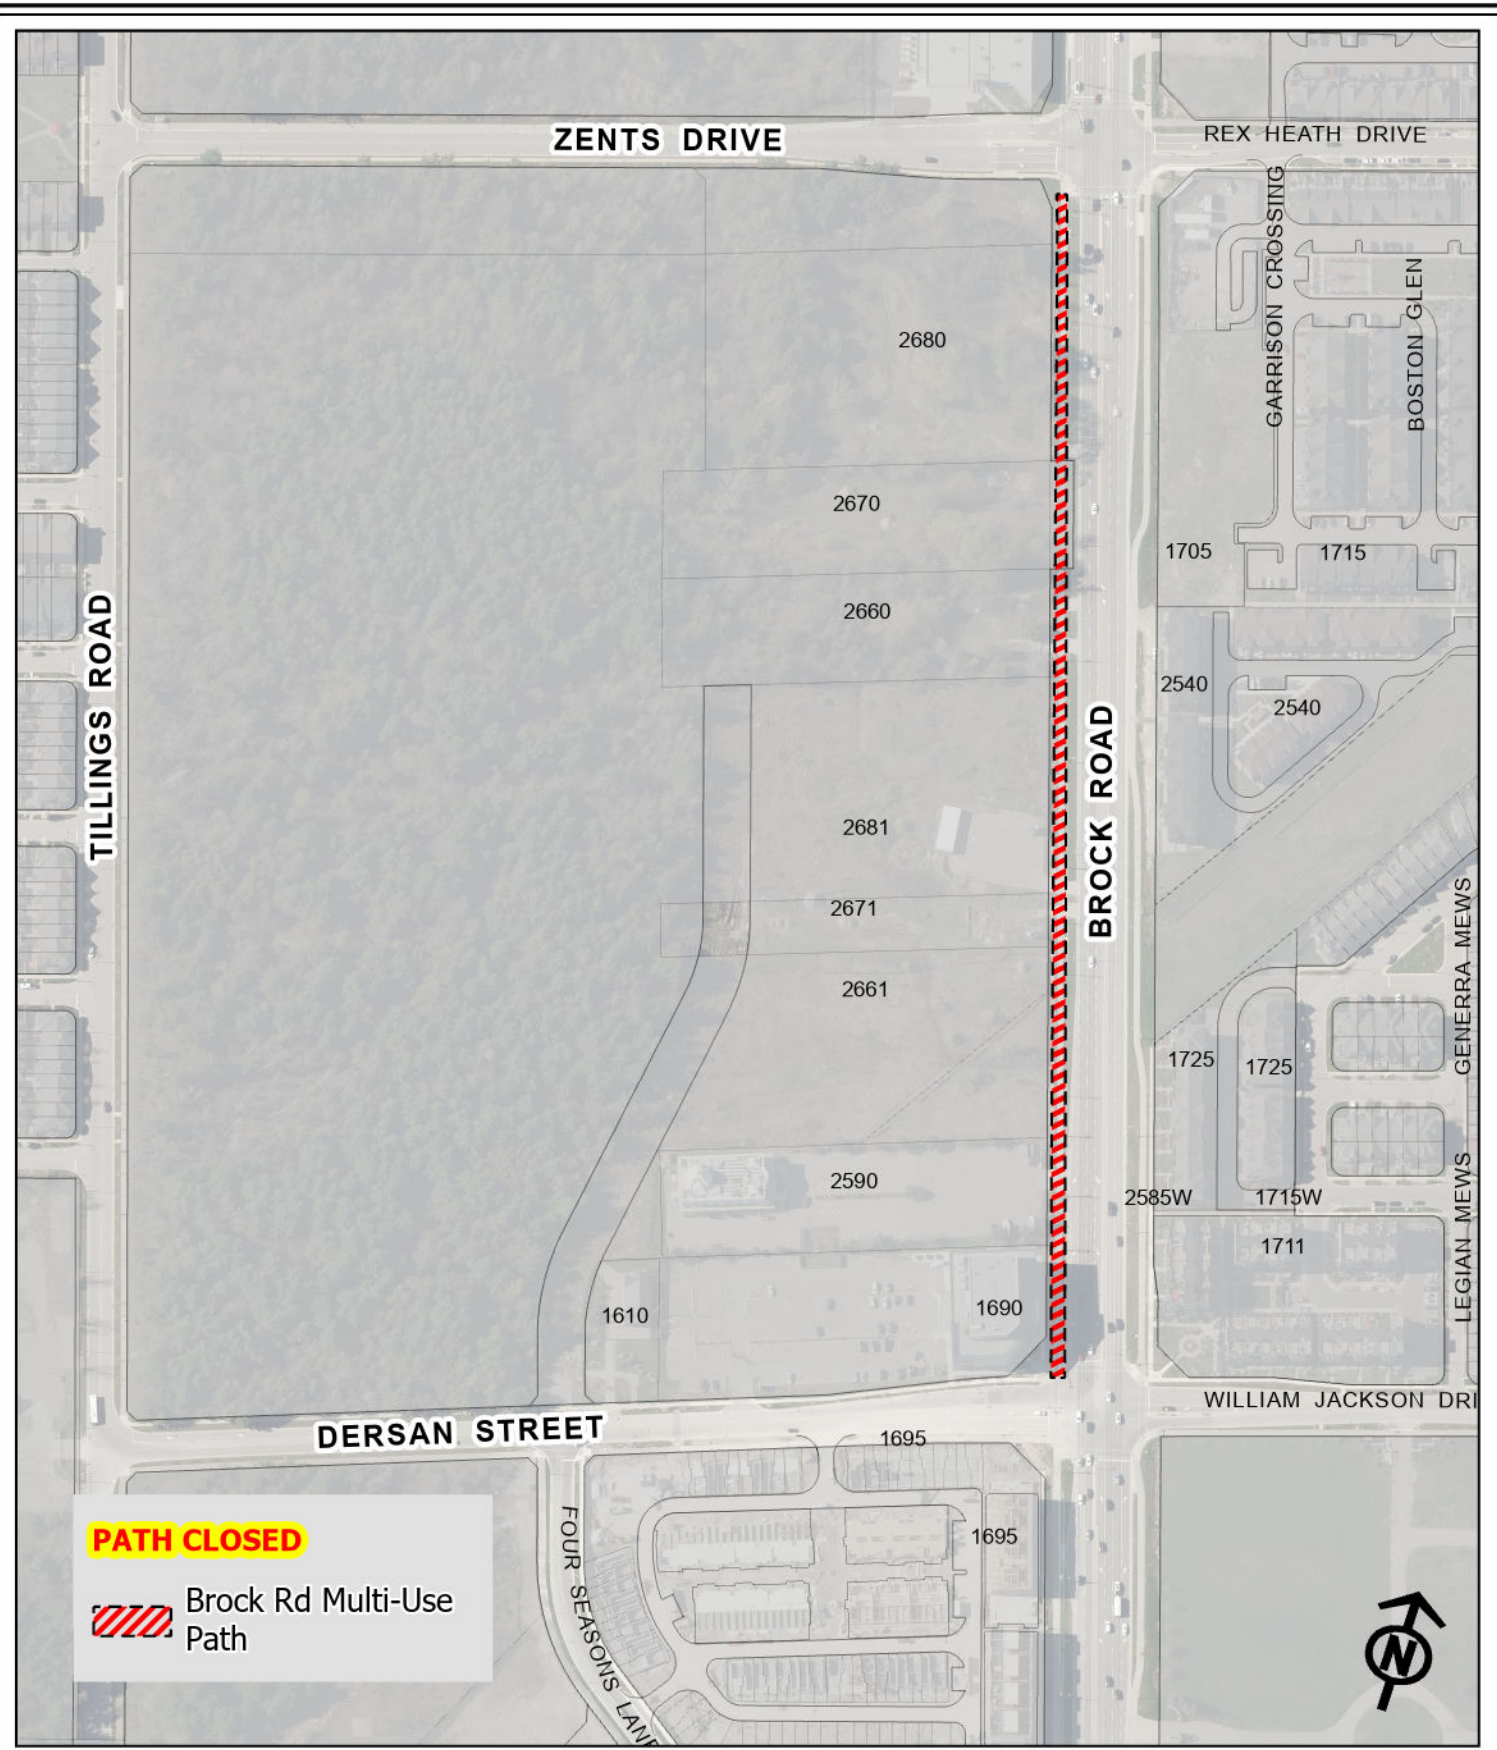 ZENTS DRIVE
REX HEATH DRIVE
GARRISON CROSSING
BOSTON GLEN
2680
2670
1705
1715
2660
TILLINGS ROAD
2540
2540
BROCK ROAD
2681
2671
2661
GENERRA MEWS
1725
1725
2590
2585W
1715W
LEGIAN MEWS
1711
1610
1690
WILLIAM JACKSON DRI
DERSAN STREET
1695
FOUR SEASONS LANE
1695
PATH CLOSED
Brock Rd Multi-Use
Path
N